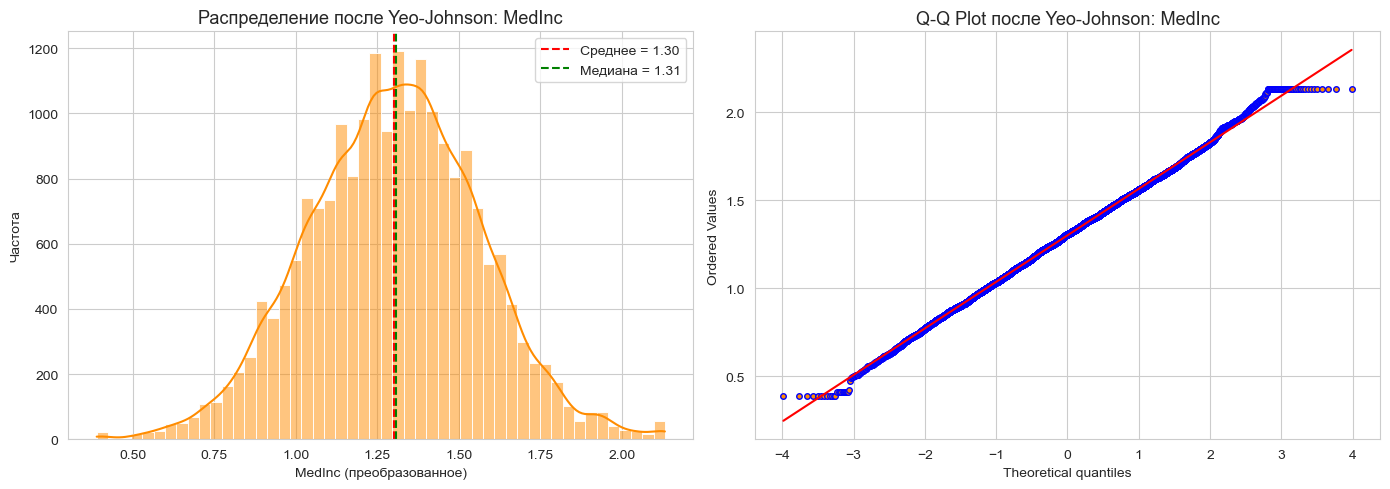 Распределение после Yeo-Johnson: MedInc
Среднее = 1.30
Медиана = 1.31
Частота
1200
1000
800
600
400
200
0
0.50 0.75 1.00 1.25 1.50 1.75 2.00
MedInc (преобразованное)
Q-Q Plot после Yeo-Johnson: MedInc
Ordered Values
2.0
1.5
1.0
0.5
−4 −3 −2 −1 0 1 2 3 4
Theoretical quantiles